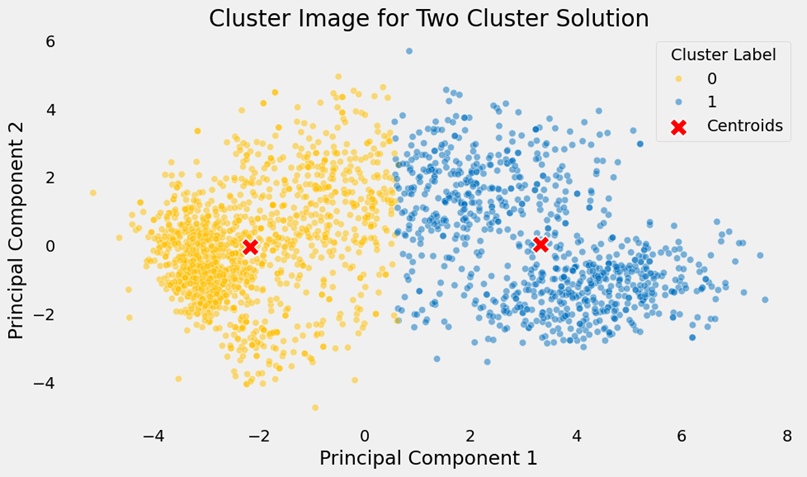 Cluster Image for Two Cluster Solution
Cluster Label
0
1
Centroids
Principal Component 2
6
4
2
0
−2
−4
−4 −2 0 2 4 6 8
Principal Component 1